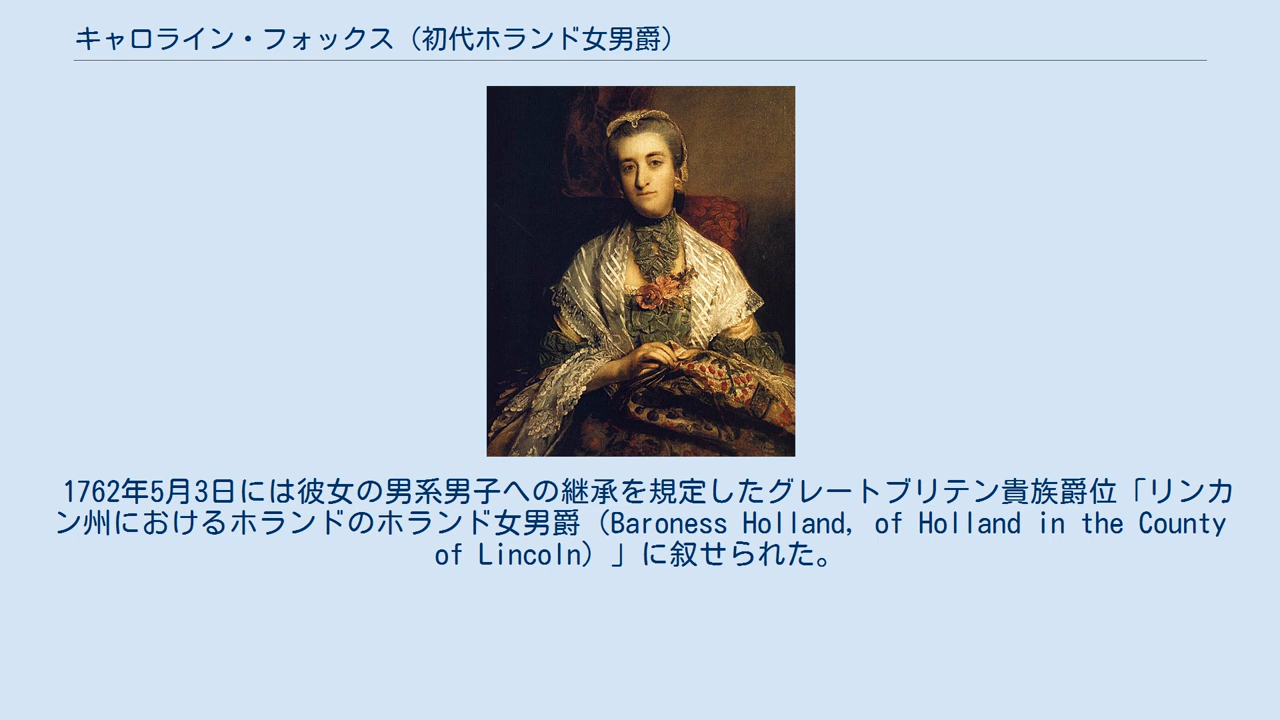 キャロライン・フォックス（初代ホランド女男爵）
1762年5月3日には彼女の男系男子への継承を規定したグレートブリテン貴族爵位「リンカ
ン州におけるホランドのホランド女男爵（Baroness Holland, of Holland in the County
of Lincoln）」に叙せられた。